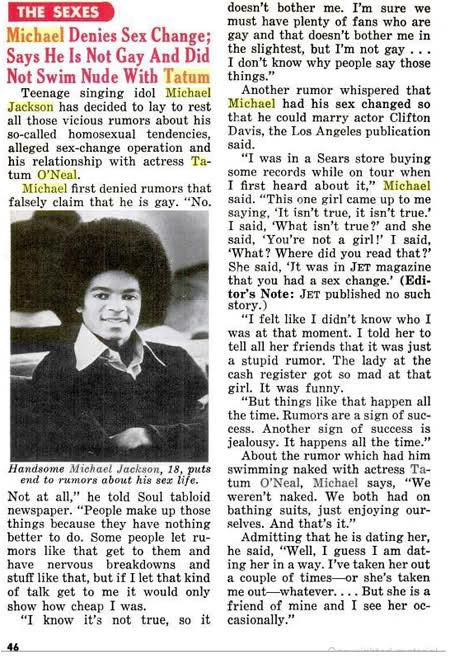 THE SEXES
Michael Denies Sex Change;
Says He Is Not Gay And Did
Not Swim Nude With Tatum
Teenage singing idol Michael
Jackson has decided to lay to rest
all those vicious rumors about his
so-called homosexual tendencies,
alleged sex-change operation and
his relationship with actress Ta-
tum O'Neal.
Michael first denied rumors that
falsely claim that he is gay. "No.
Handsome Michael Jackson, 18, puts
end to rumors about his sex life.
Not at all," he told Soul tabloid
newspaper. "People make up those
things because they have nothing
better to do. Some people let ru-
mors like that get to them and
have nervous breakdowns and
stuff like that, but if I let that kind
of talk get to me it would only
show how cheap I was.
"I know it's not true, so it
46
doesn't bother me. I'm sure we
must have plenty of fans who are
gay and that doesn't bother me in
the slightest, but I'm not gay . . .
I don't know why people say those
things."
Another rumor whispered that
Michael had his sex changed so
that he could marry actor Clifton
Davis, the Los Angeles publication
said.
"I was in a Sears store buying
some records while on tour when
I first heard about it," Michael
said. "This one girl came up to me
saying, 'It isn't true, it isn't true.'
I said, 'What isn't true?' and she
said, 'You're not a girl!' I said,
'What? Where did you read that?'
She said, 'It was in JET magazine
that you had a sex change.' (Edi-
tor's Note: JET published no such
story.)
"I felt like I didn't know who I
was at that moment. I told her to
tell all her friends that it was just
a stupid rumor. The lady at the
cash register got so mad at that
girl. It was funny.
"But things like that happen all
the time. Rumors are a sign of suc-
cess. Another sign of success is
jealousy. It happens all the time."
About the rumor which had him
swimming naked with actress Ta-
tum O'Neal, Michael says, "We
weren't naked. We both had on
bathing suits, just enjoying our-
selves. And that's it."
Admitting that he is dating her,
he said, "Well, I guess I am dat-
ing her in a way. I've taken her out
a couple of times—or she's taken
me out—whatever. . . . But she is a
friend of mine and I see her oc-
casionally."